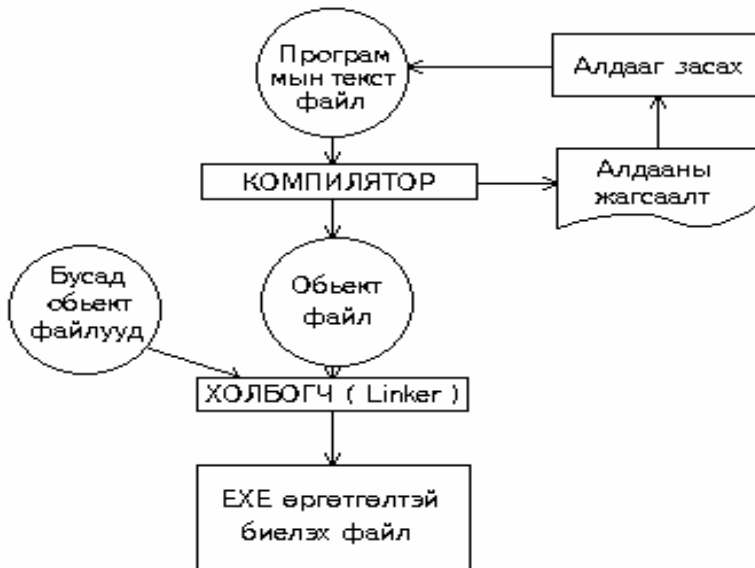 Програм
мын текст
файл
Алдааг засах
КОМПИЛЯТОР
Алдааны
жагсаалт
Бусад
обьект
файлууд
Обьект
файл
ХОЛБОГЧ ( Linker )
EXE өргөтгөлтэй
биелэх файл